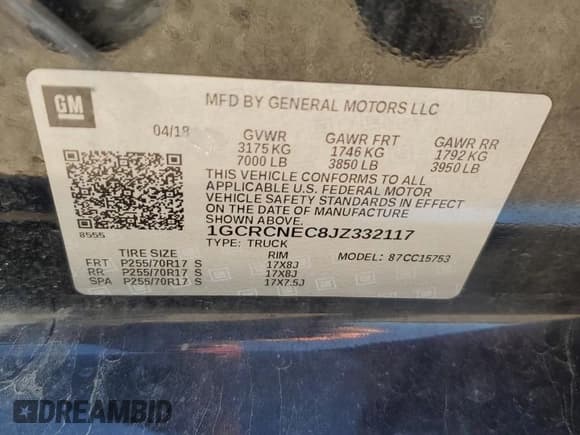 GM
MFD BY GENERAL MOTORS LLC
04/18 GVWR GAWR FRT GAWR RR
3175 KG 1746 KG 1792 KG
7000 LB 3850 LB 3950 LB
THIS VEHICLE CONFORMS TO ALL
APPLICABLE U.S. FEDERAL MOTOR
VEHICLE SAFETY STANDARDS IN EFFECT
ON THE DATE OF MANUFACTURE
SHOWN ABOVE.
8555
1GCRCNEC8JZ332117
TYPE: TRUCK MODEL: 87CC15753
TIRE SIZE RIM
FRT P255/70R17 S 17X8J
RR P255/70R17 S 17X8J
SPA P255/70R17 S 17X7.5J
DREAMBID